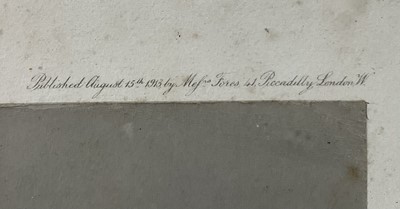 Published August 15th 1913 by Messrs Fores 41, Piccadilly, London W.